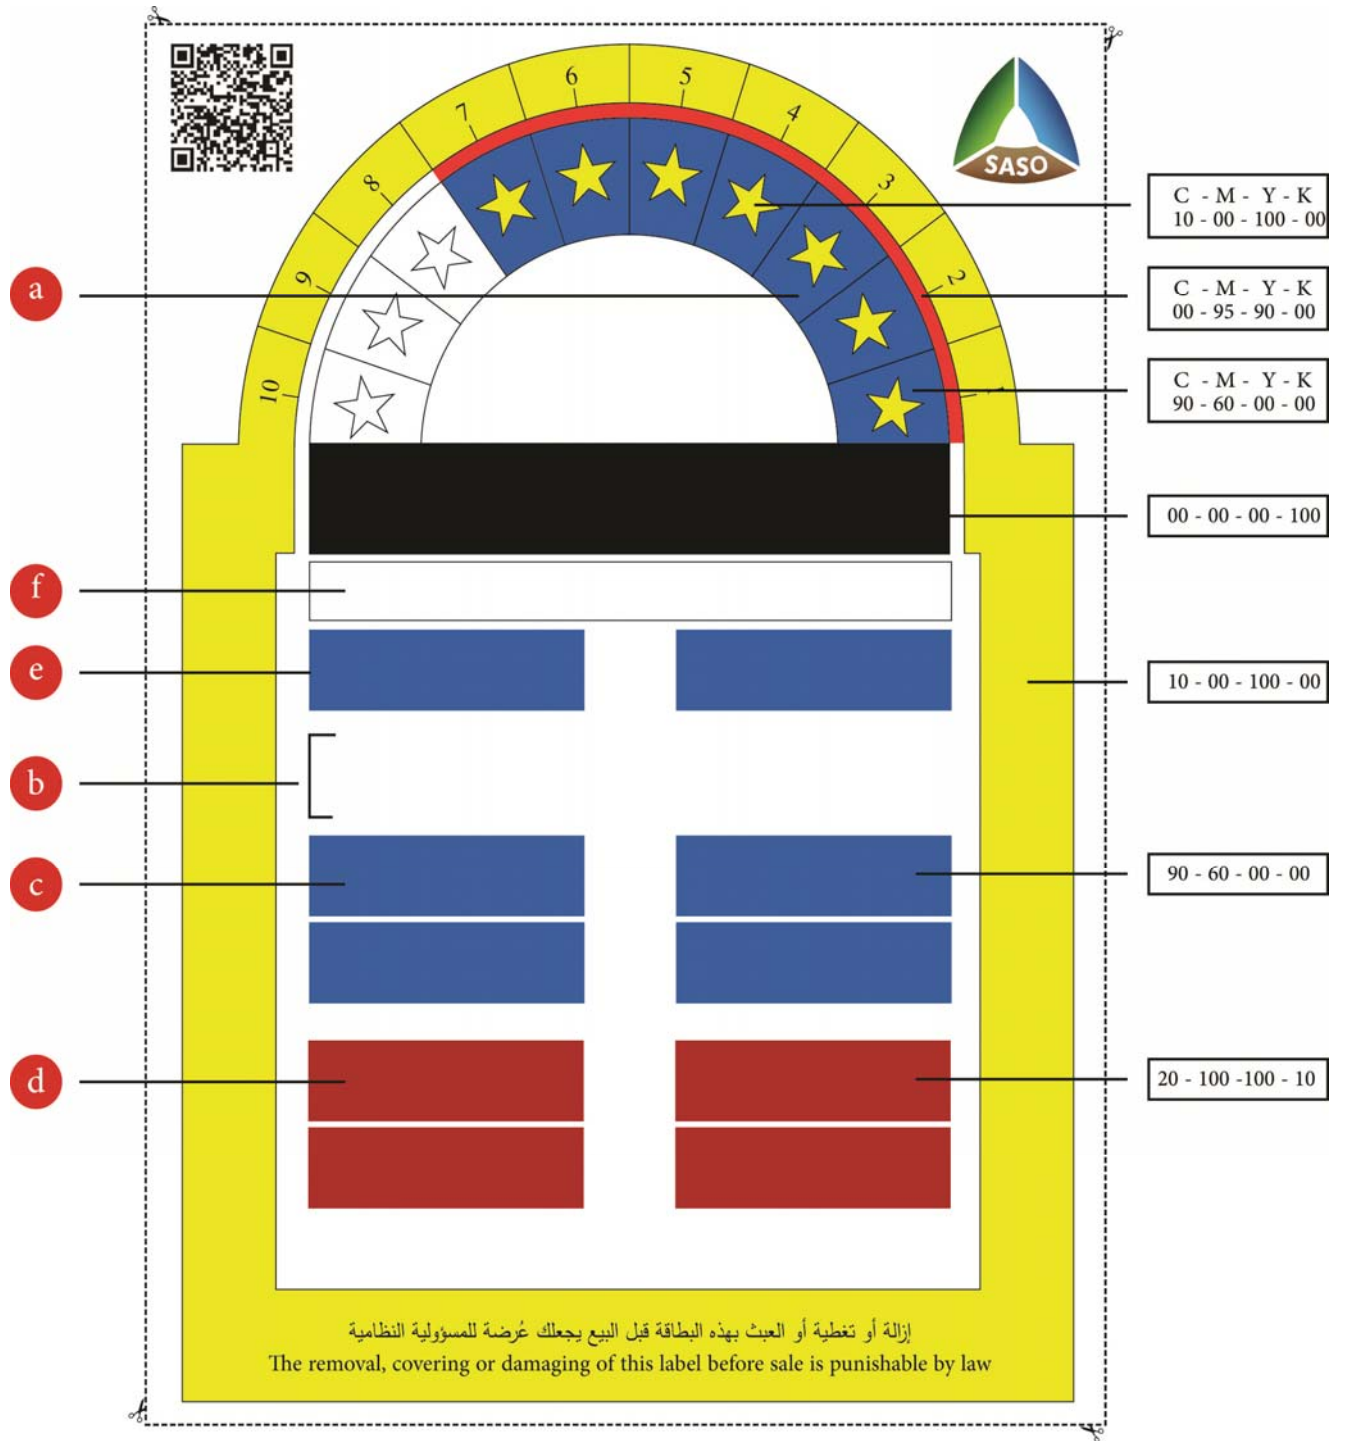 6
5
7
4
8
3
9
2
10
1
SASO
C - M - Y - K
10 - 00 - 100 - 00
a
C - M - Y - K
00 - 95 - 90 - 00
C - M - Y - K
90 - 60 - 00 - 00
00 - 00 - 00 - 100
f
e
10 - 00 - 100 - 00
b
c
90 - 60 - 00 - 00
d
20 - 100 -100 - 10
إزالة أو تغطية أو العبث بهذه البطاقة قبل البيع يجعلك عُرضة للمسؤولية النظامية
The removal, covering or damaging of this label before sale is punishable by law